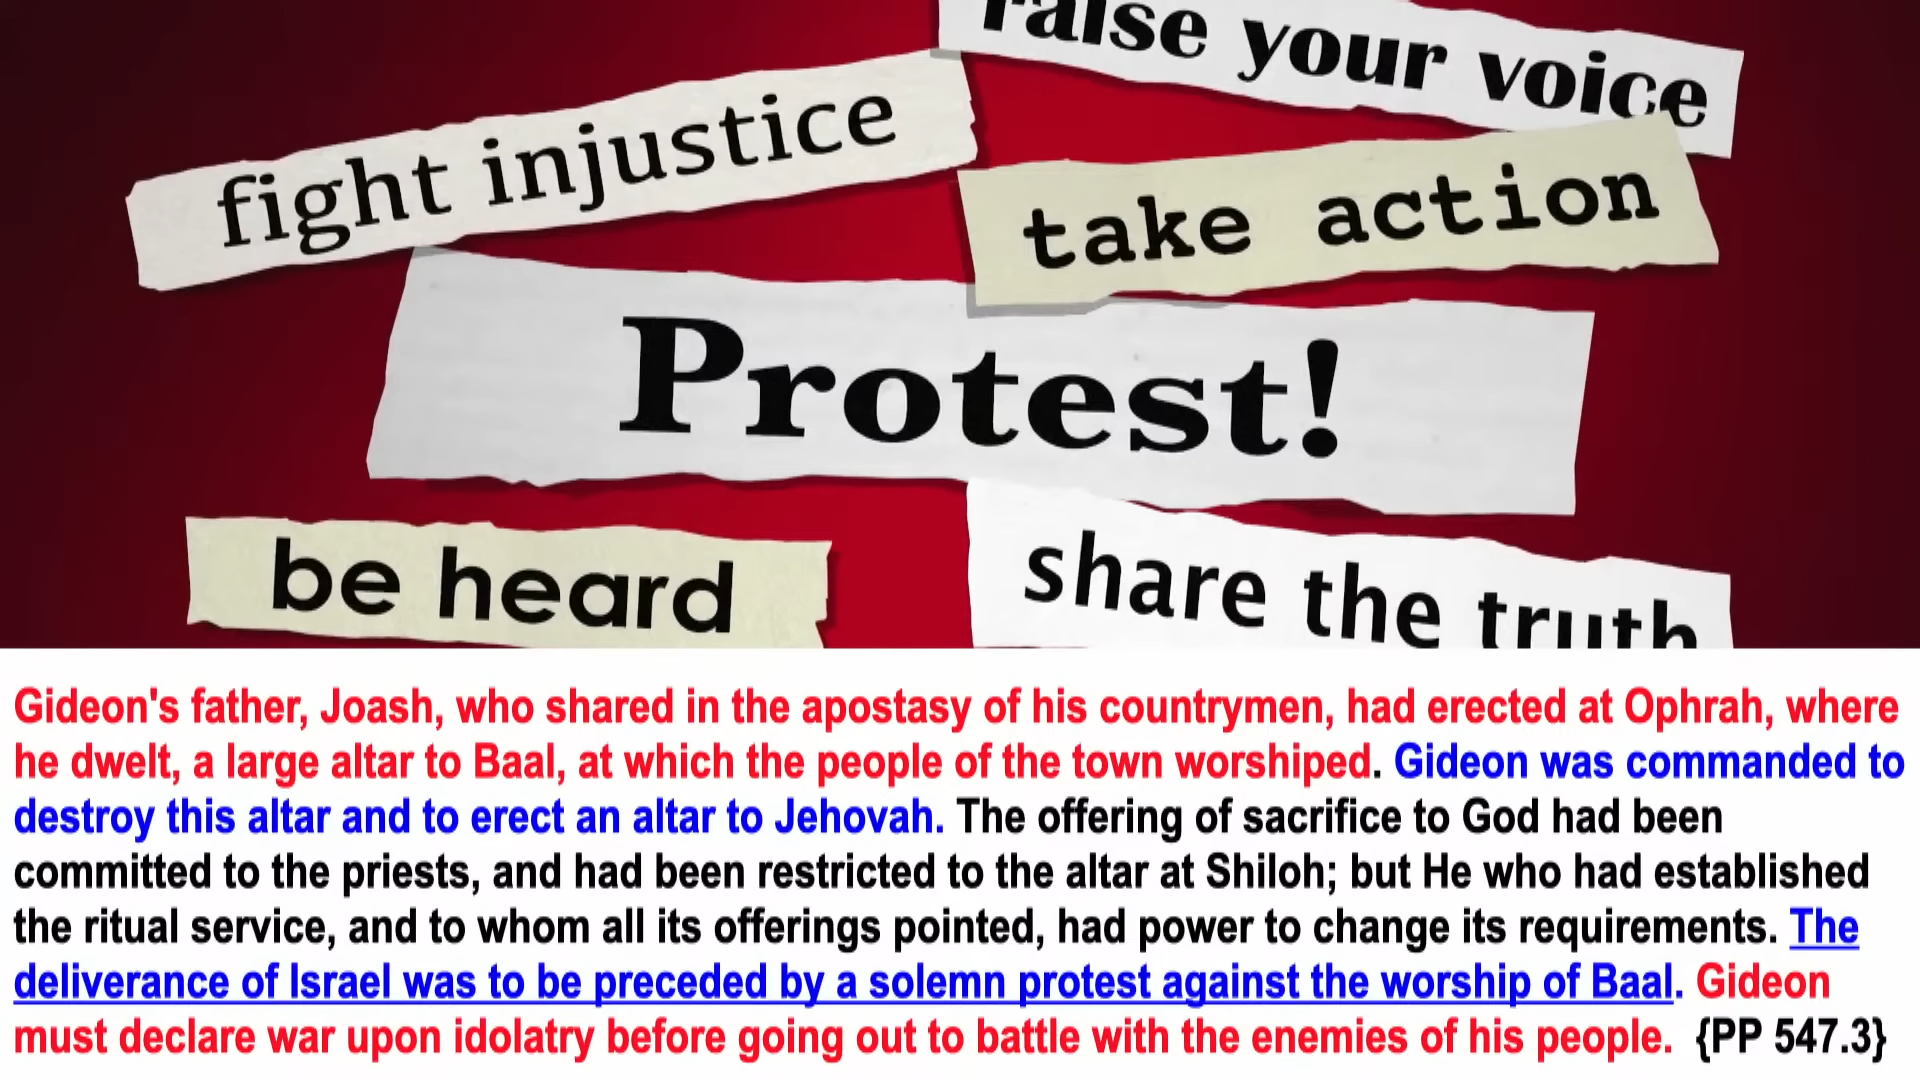 raise your voice
fight injustice
take action
Protest!
be heard
share the truth
Gideon's father, Joash, who shared in the apostasy of his countrymen, had erected at Ophrah, where
he dwelt, a large altar to Baal, at which the people of the town worshiped. Gideon was commanded to
destroy this altar and to erect an altar to Jehovah. The offering of sacrifice to God had been
committed to the priests, and had been restricted to the altar at Shiloh; but He who had established
the ritual service, and to whom all its offerings pointed, had power to change its requirements. The
deliverance of Israel was to be preceded by a solemn protest against the worship of Baal. Gideon
must declare war upon idolatry before going out to battle with the enemies of his people. {PP 547.3}